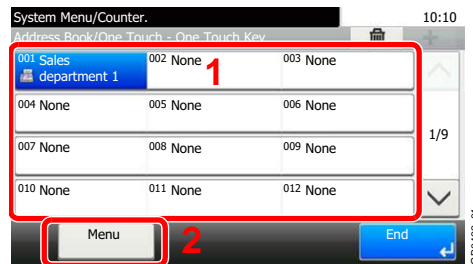 System Menu/Counter. 10:10
Address Book/One Touch - One Touch Key
001 Sales department 1 002 None 003 None
1
004 None 005 None 006 None
1/9
007 None 008 None 009 None
010 None 011 None 012 None
Menu 2 End